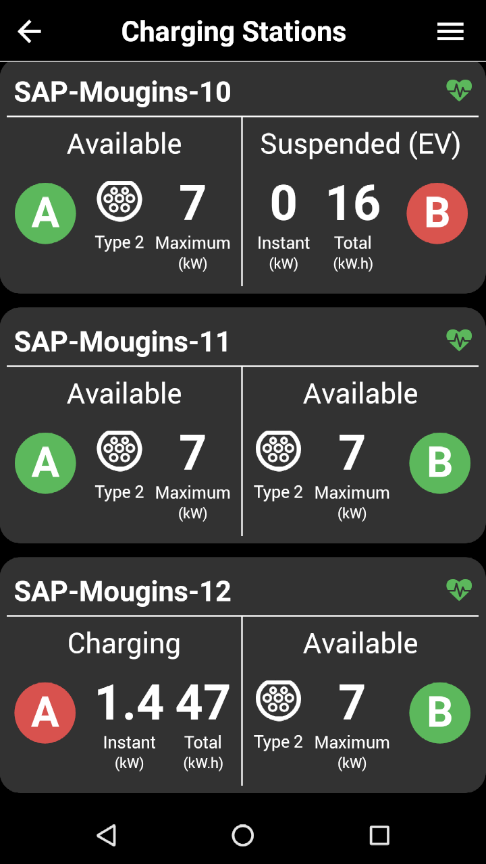 Charging Stations
SAP-Mougins-10
Available
A
Type 2
7
Maximum
(kW)
Suspended (EV)
0
Instant
(kW)
16
Total
(kW.h)
B
SAP-Mougins-11
Available
A
Type 2
7
Maximum
(kW)
Available
Type 2
7
Maximum
(kW)
B
SAP-Mougins-12
Charging
A
1.4
Instant
(kW)
47
Total
(kW.h)
Available
Type 2
7
Maximum
(kW)
B